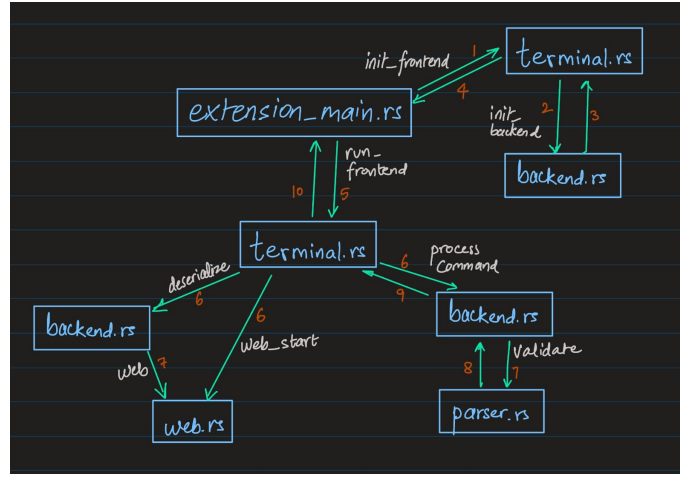 init_frontend
1
terminal.rs
4
extension_main.rs
init_
backend
2
3
backend.rs
run_
frontend
10
5
terminal.rs
process
Command
deserialize
6
6
6
9
backend.rs
backend.rs
web_start
web
7
validate
8
7
web.rs
parser.rs